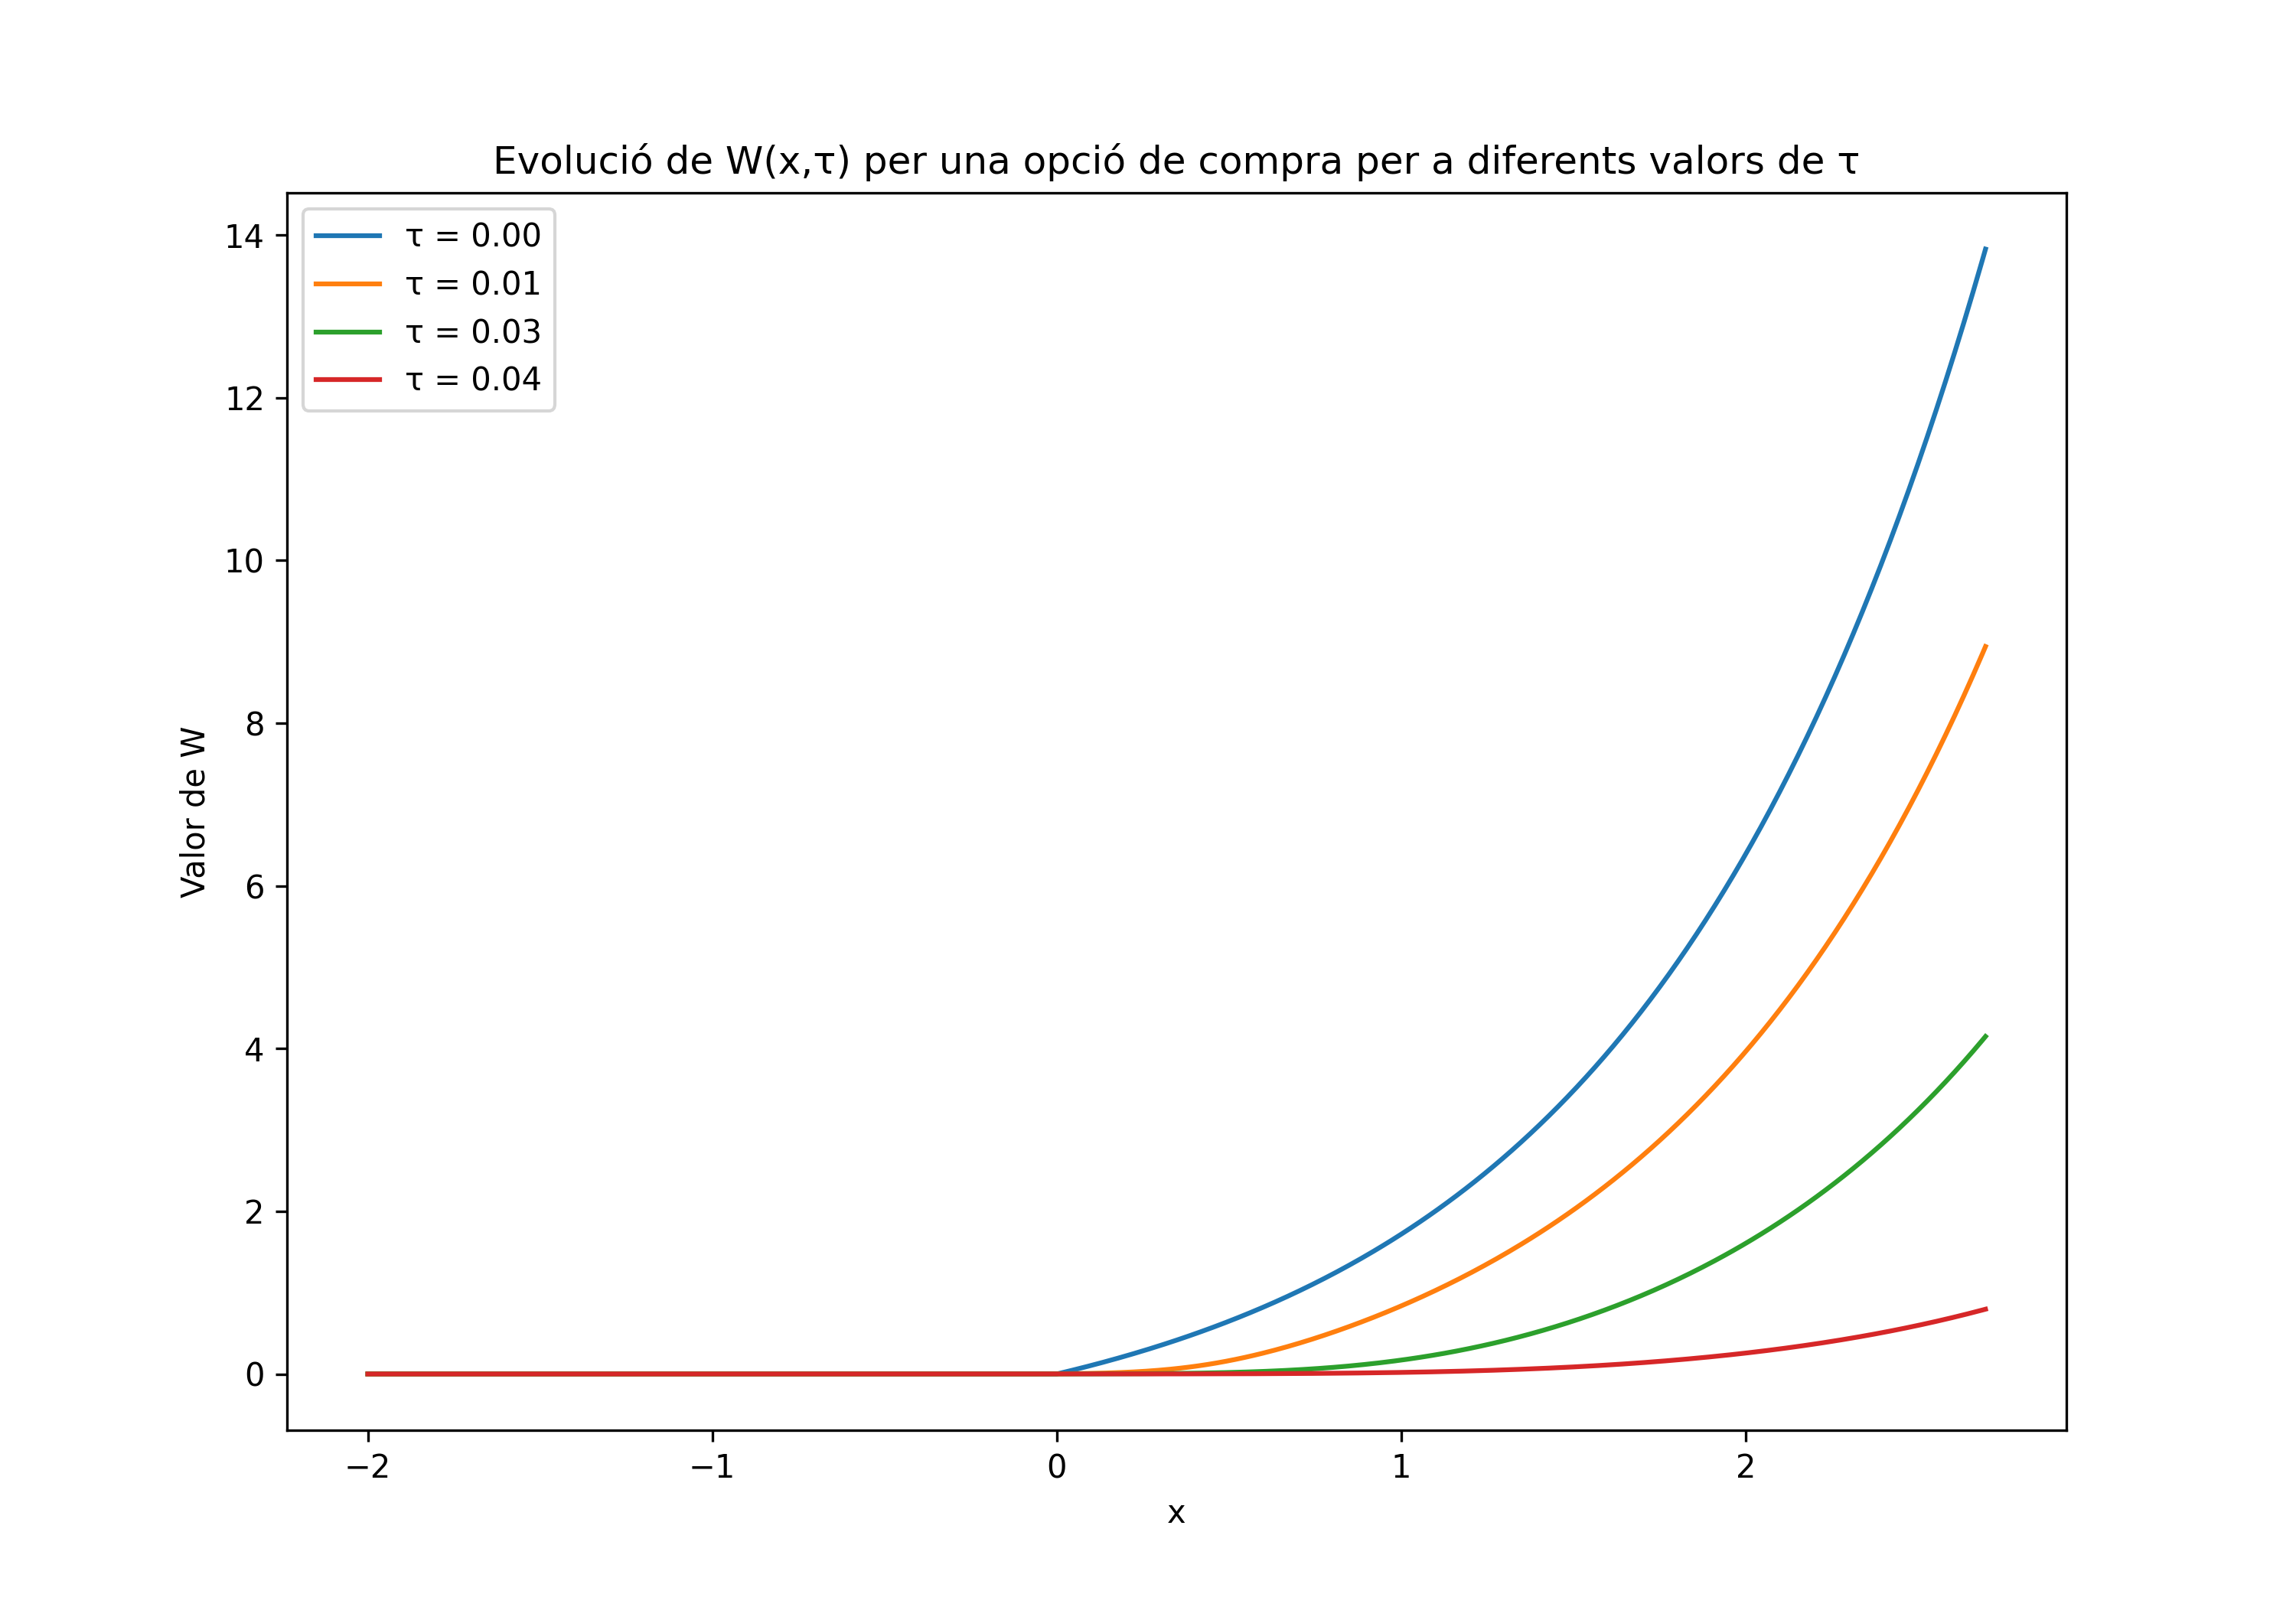 Evolució de W(x,τ) per una opció de compra per a diferents valors de τ
τ = 0.00
τ = 0.01
τ = 0.03
τ = 0.04
14
12
10
8
6
4
2
0
Valor de W
−2
−1
0
1
2
x